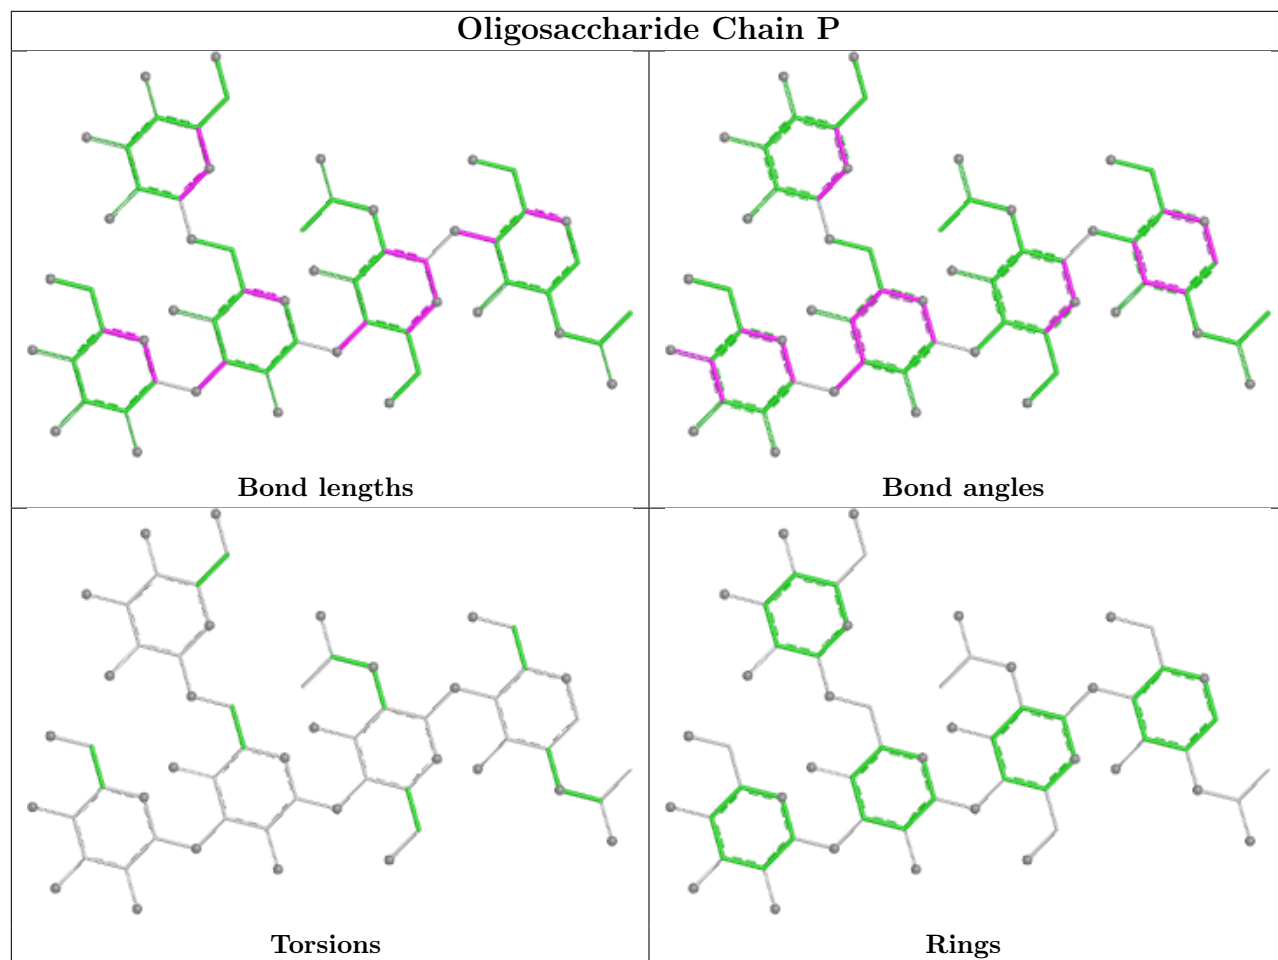 Oligosaccharide Chain P
Bond lengths
Bond angles
Torsions
Rings